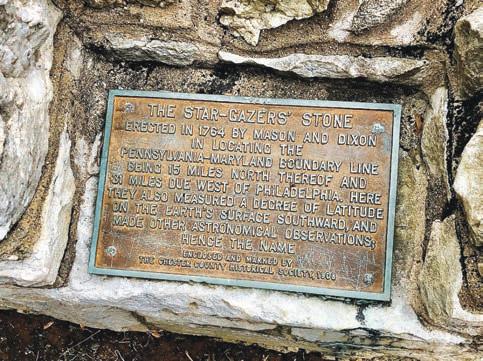 THE STAR-GAZERS' STONE
ERECTED IN 1764 BY MASON AND DIXON
IN LOCATING THE
PENNSYLVANIA-MARYLAND BOUNDARY LINE
BEING 15 MILES NORTH THEREOF AND
31 MILES DUE WEST OF PHILADELPHIA. HERE
THEY ALSO MEASURED A DEGREE OF LATITUDE
ON THE EARTH'S SURFACE SOUTHWARD, AND
MADE OTHER ASTRONOMICAL OBSERVATIONS;
HENCE THE NAME
ENCLOSED AND MARKED BY
THE CHESTER COUNTY HISTORICAL SOCIETY,